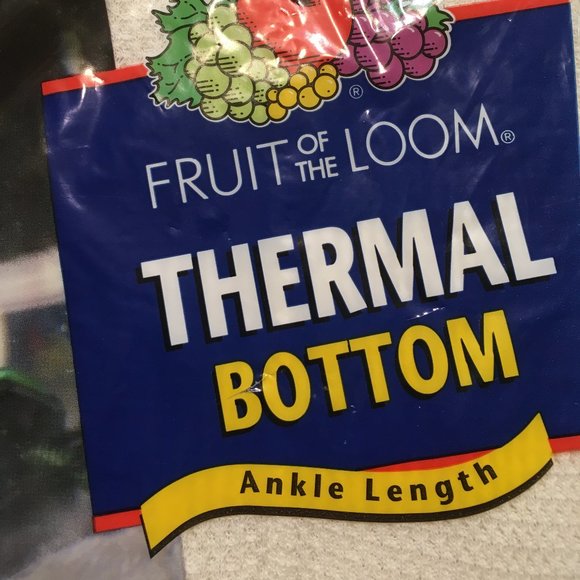 ®
FRUIT OF THE LOOM®
THERMAL
BOTTOM
Ankle Length